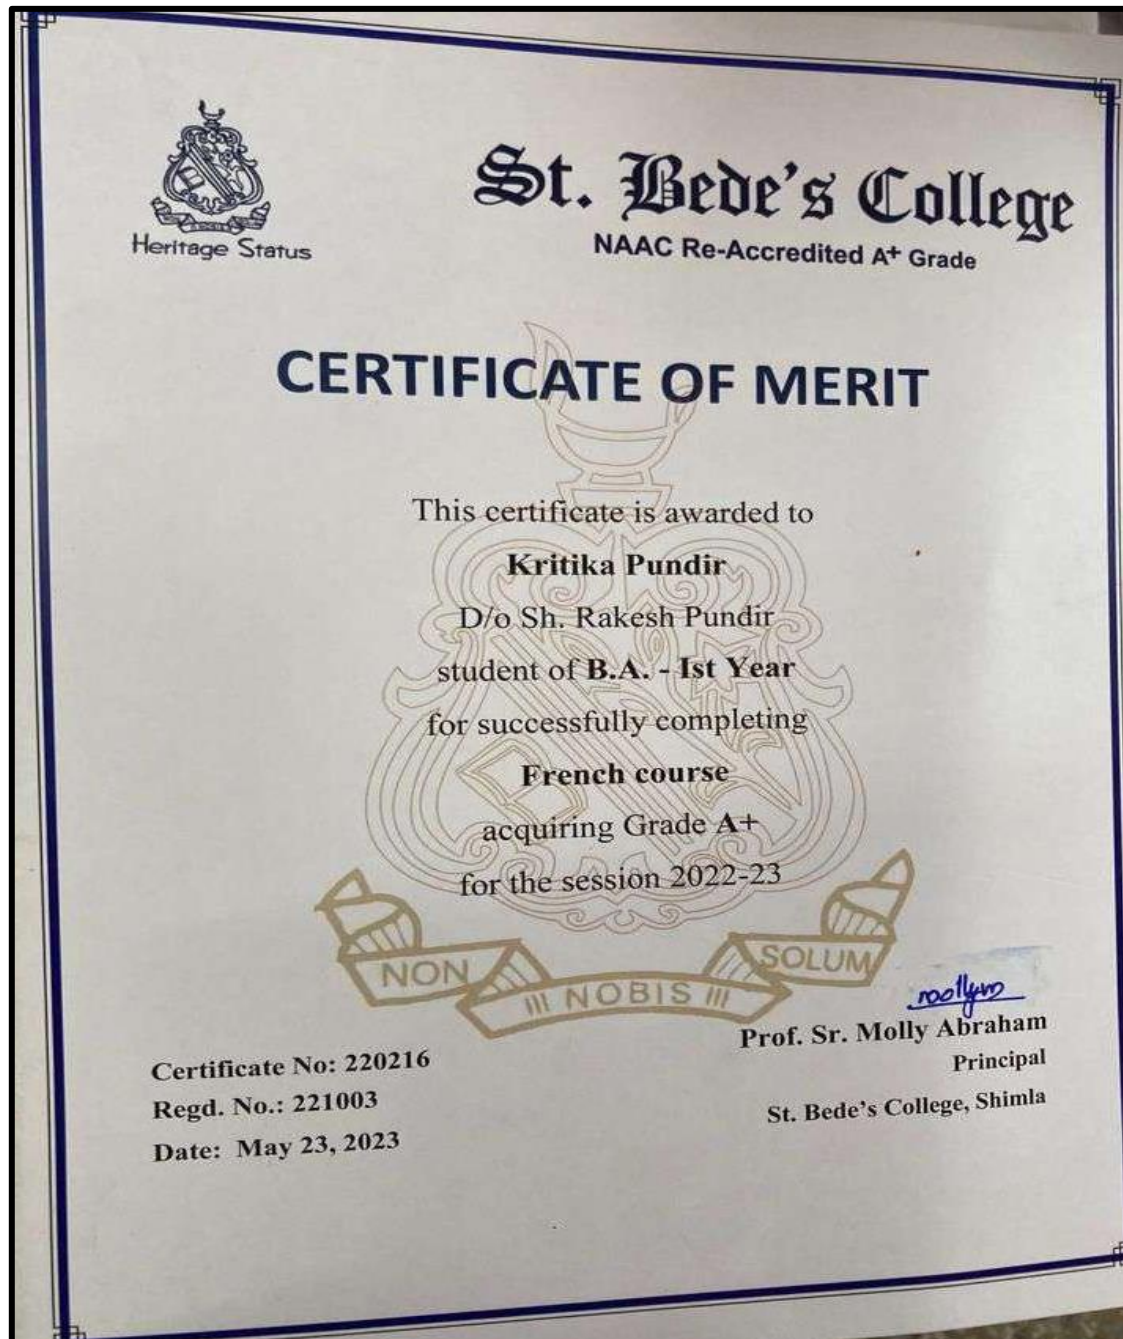 Heritage Status
St. Bede's College
NAAC Re-Accredited A+ Grade
CERTIFICATE OF MERIT
This certificate is awarded to
Kritika Pundir
D/o Sh. Rakesh Pundir
student of B.A. - Ist Year
for successfully completing
French course
acquiring Grade A+
for the session 2022-23
NON
III NOBIS III
SOLUM
Certificate No: 220216
Regd. No.: 221003
Date: May 23, 2023
Prof. Sr. Molly Abraham
Principal
St. Bede's College, Shimla